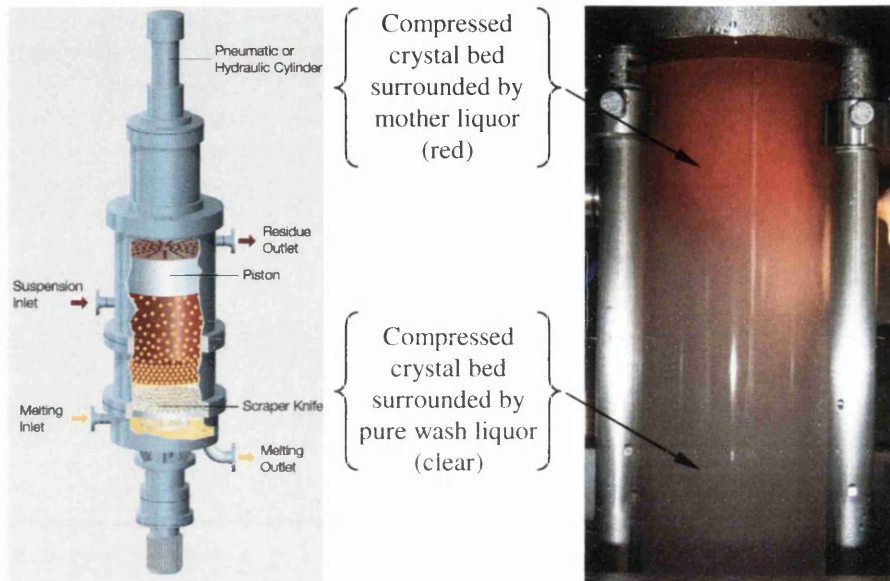 Pneumatic or
Hydraulic Cylinder
Residue
Outlet
Piston
Suspension
Inlet
Scraper Knife
Melting
Inlet
Melting
Outlet
Compressed
crystal bed
surrounded by
mother liquor
(red)
Compressed
crystal bed
surrounded by
pure wash liquor
(clear)